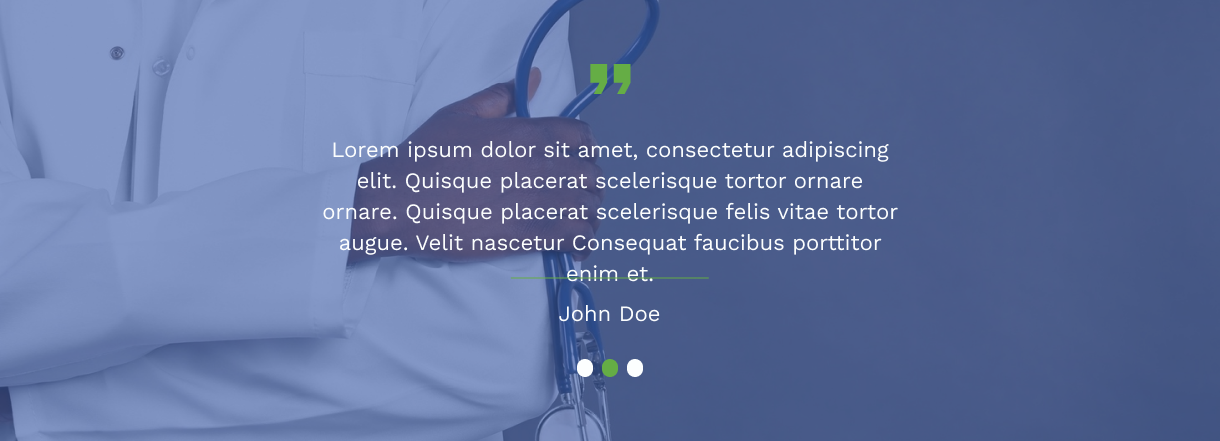 ”
Lorem ipsum dolor sit amet, consectetur adipiscing
elit. Quisque placerat scelerisque tortor ornare
ornare. Quisque placerat scelerisque felis vitae tortor
augue. Velit nascetur Consequat faucibus porttitor
enim et.
John Doe